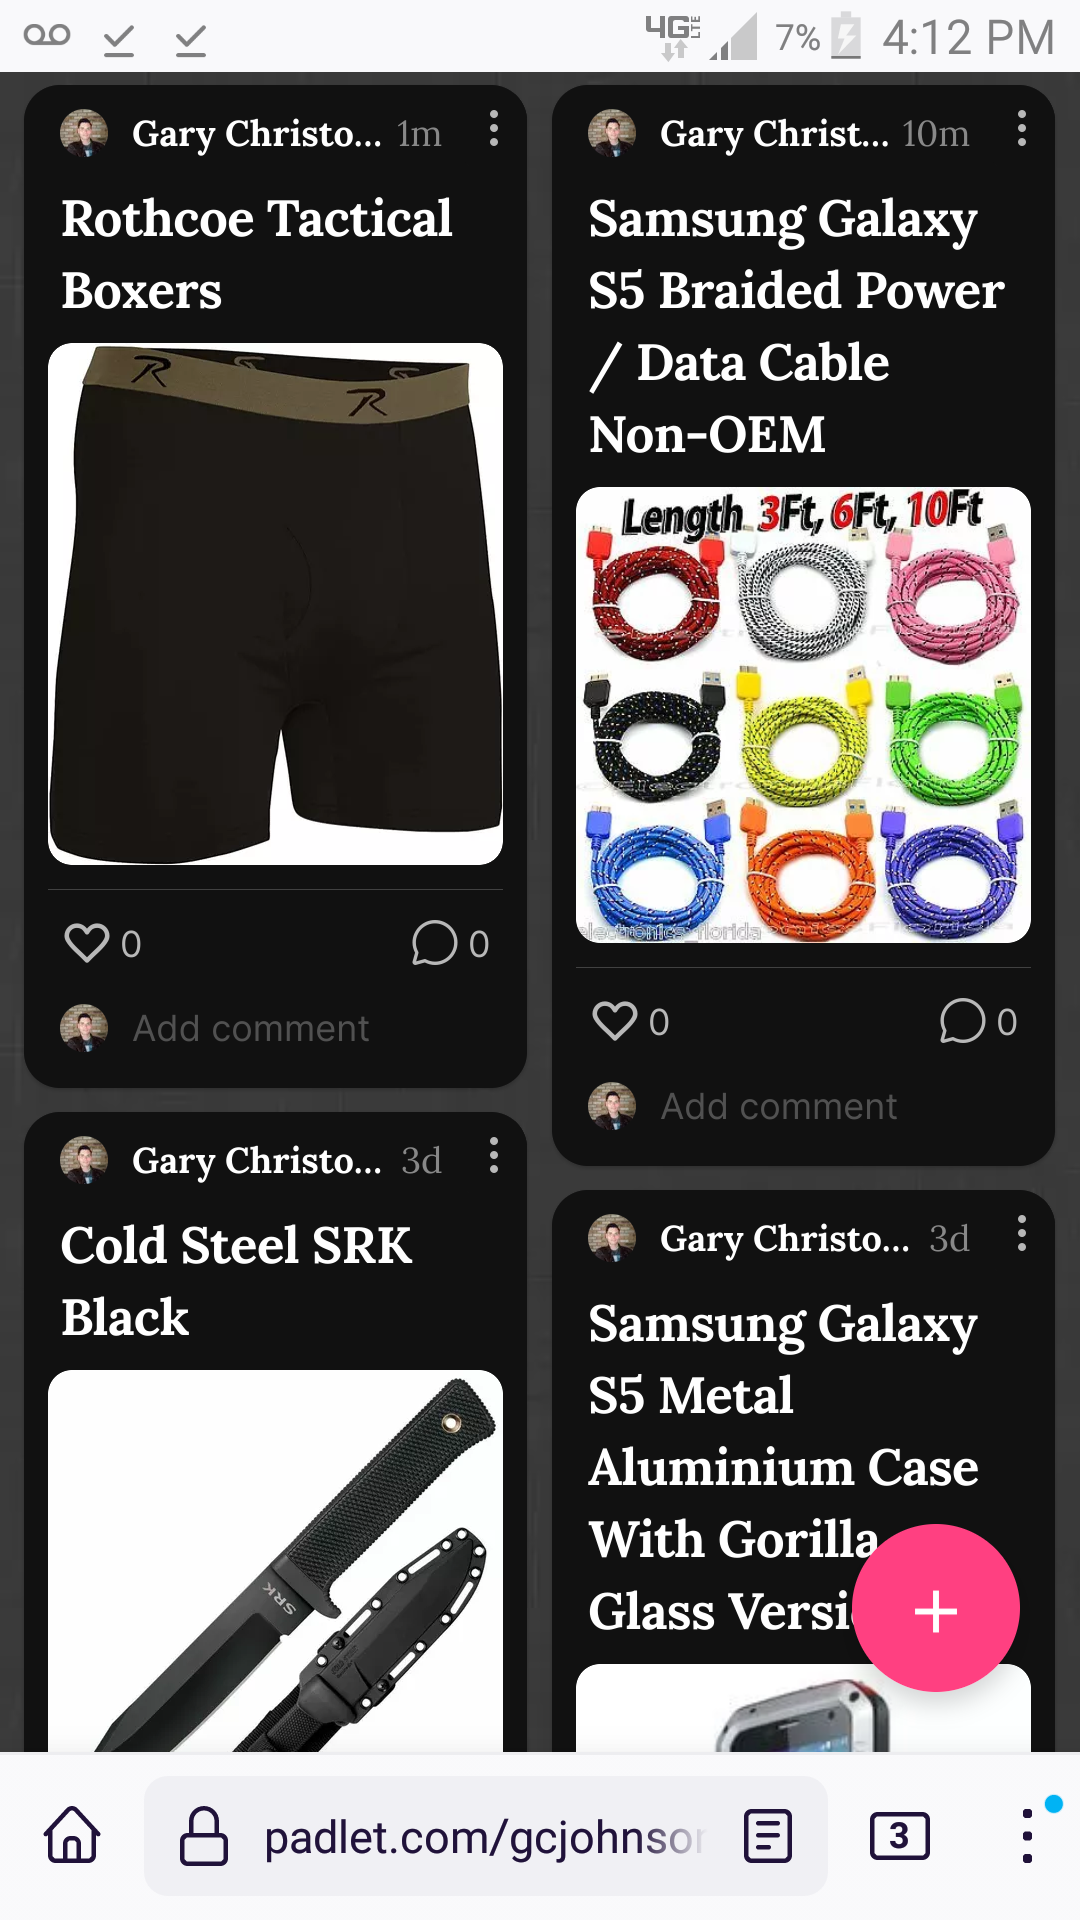 4G LTE 7% 4:12 PM
Gary Christo... 1m
Rothcoe Tactical
Boxers
R R
0 0
Add comment
Gary Christ... 10m
Samsung Galaxy
S5 Braided Power
/ Data Cable
Non-OEM
Length 3Ft, 6Ft, 10Ft
electronics_florida
0 0
Add comment
Gary Christo... 3d
Cold Steel SRK
Black
SRK
Gary Christo... 3d
Samsung Galaxy
S5 Metal
Aluminium Case
With Gorilla
Glass Versi
+
padlet.com/gcjohnson 3